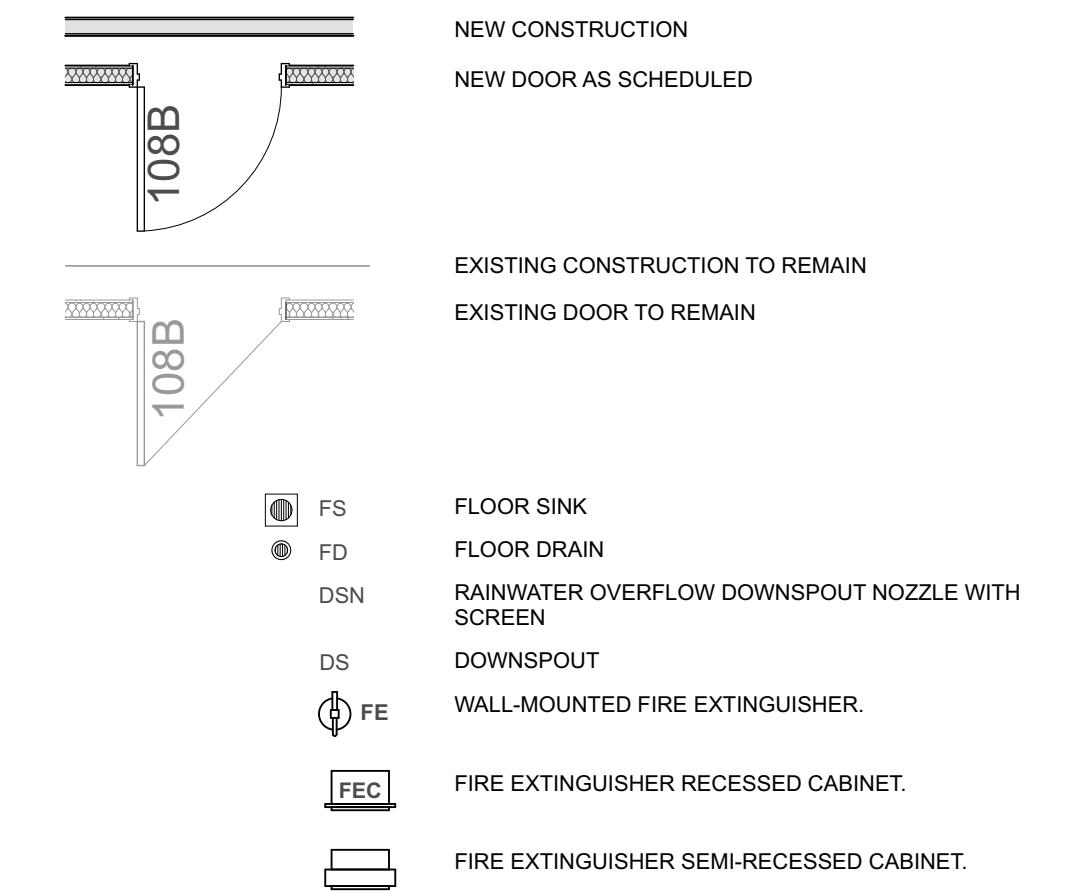 NEW CONSTRUCTION
NEW DOOR AS SCHEDULED
108B
EXISTING CONSTRUCTION TO REMAIN
EXISTING DOOR TO REMAIN
108B
FS FLOOR SINK
FD FLOOR DRAIN
DSN RAINWATER OVERFLOW DOWNSPOUT NOZZLE WITH
SCREEN
DS DOWNSPOUT
FE WALL-MOUNTED FIRE EXTINGUISHER.
FEC FIRE EXTINGUISHER RECESSED CABINET.
FIRE EXTINGUISHER SEMI-RECESSED CABINET.